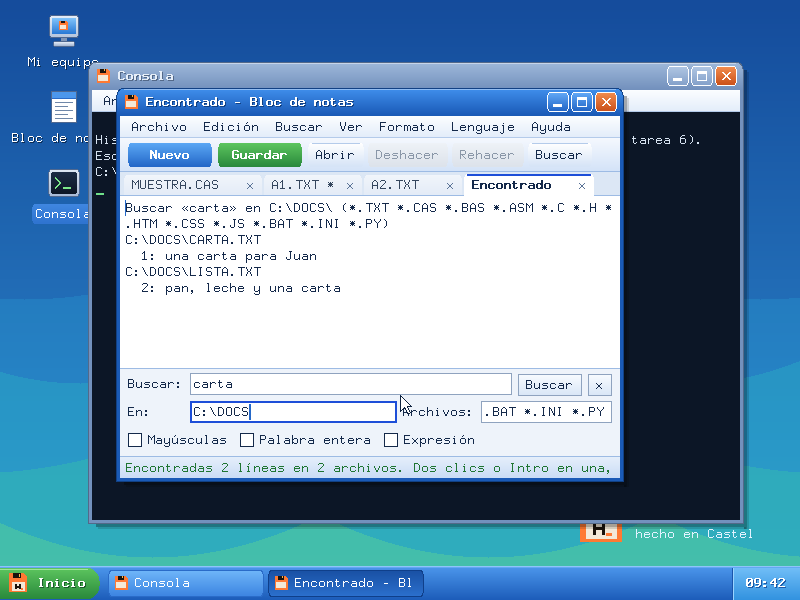 Mi equipo
Bloc de no
Consola
Consola
Ar
His
tarea 6).
Esc
C:\
Encontrado - Bloc de notas
Archivo Edición Buscar Ver Formato Lenguaje Ayuda
Nuevo Guardar Abrir Deshacer Rehacer Buscar
MUESTRA.CAS × A1.TXT * × A2.TXT × Encontrado ×
Buscar «carta» en C:\DOCS\ (*.TXT *.CAS *.BAS *.ASM *.C *.H *
.HTM *.CSS *.JS *.BAT *.INI *.PY)
C:\DOCS\CARTA.TXT
1: una carta para Juan
C:\DOCS\LISTA.TXT
2: pan, leche y una carta
Buscar: carta Buscar ×
En: C:\DOCS Archivos: .BAT *.INI *.PY
Mayúsculas Palabra entera Expresión
Encontradas 2 líneas en 2 archivos. Dos clics o Intro en una,
H_
hecho en Castel
Inicio Consola Encontrado - Bl 09:42